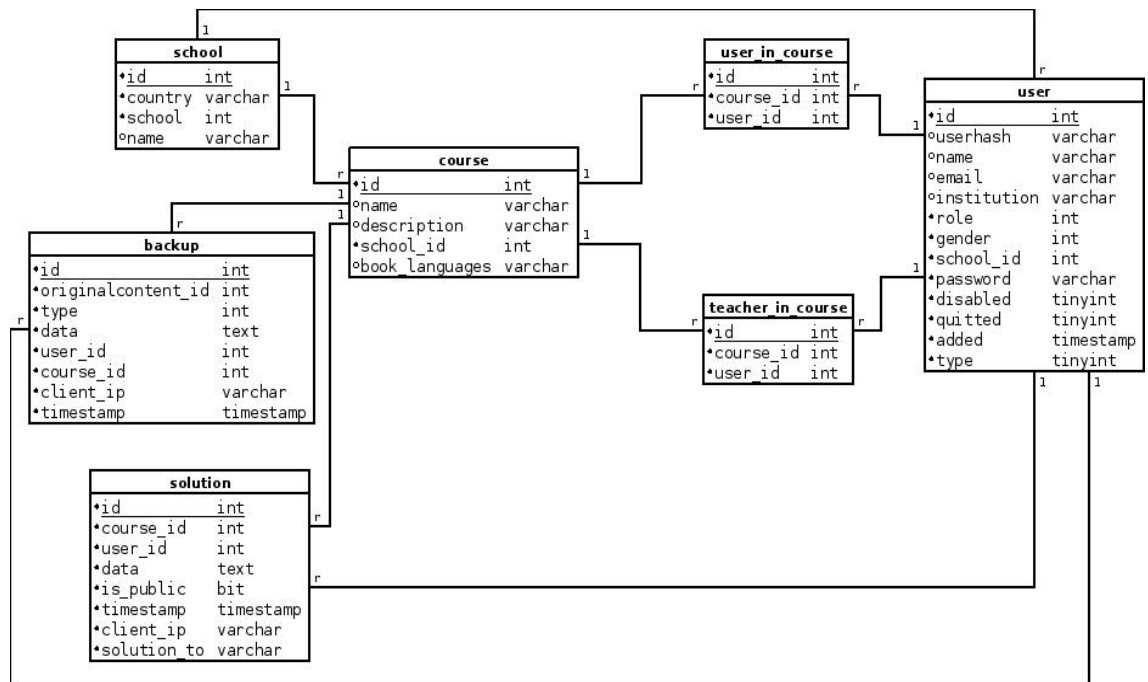 1
r
school
id int
country varchar
school int
name varchar
1
r
user_in_course
id int
course_id int
user_id int
r
r
1
user
id int
userhash varchar
name varchar
email varchar
institution varchar
role int
gender int
school_id int
password varchar
disabled tinyint
quitted tinyint
added timestamp
type tinyint
1
1
1
course
id int
name varchar
description varchar
school_id int
book_languages varchar
r
1
1
1
1
r
backup
id int
originalcontent_id int
type int
data text
user_id int
course_id int
client_ip varchar
timestamp timestamp
r
teacher_in_course
id int
course_id int
user_id int
r
r
solution
id int
course_id int
user_id int
data text
is_public bit
timestamp timestamp
client_ip varchar
solution_to varchar
r
r